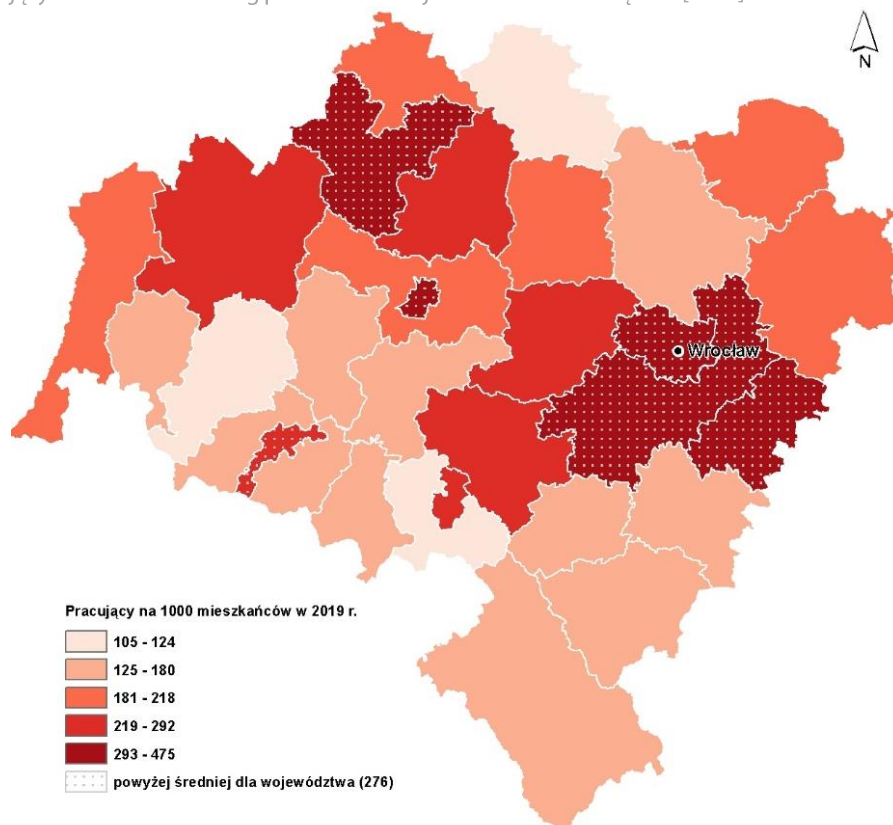 N
Wrocław
Pracujący na 1000 mieszkańców w 2019 r.
105 - 124
125 - 180
181 - 218
219 - 292
293 - 475
powyżej średniej dla województwa (276)